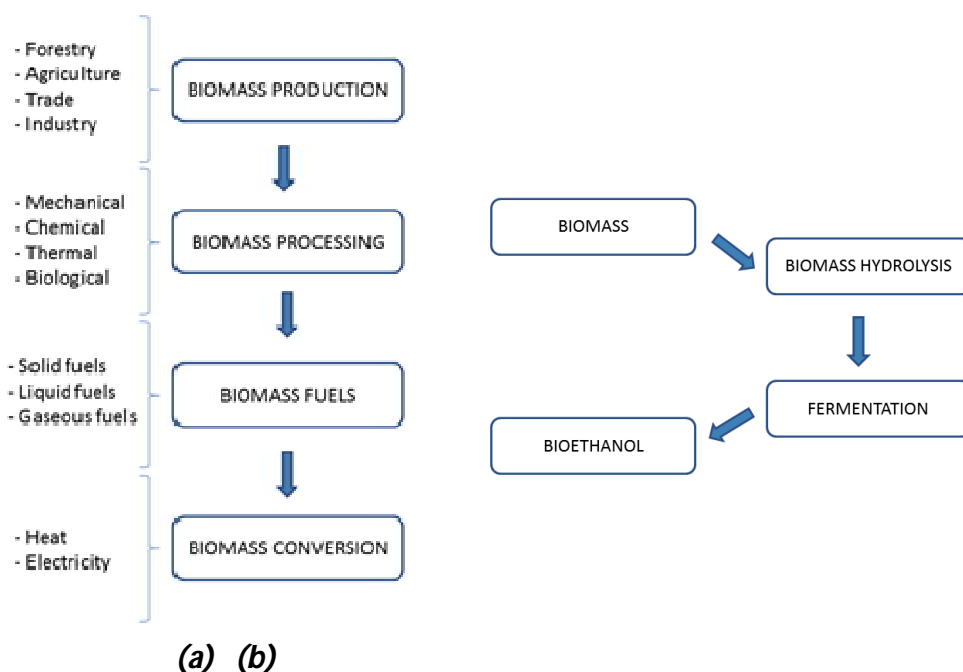 - Forestry
- Agriculture
- Trade
- Industry
BIOMASS PRODUCTION
- Mechanical
- Chemical
- Thermal
- Biological
BIOMASS PROCESSING
- Solid fuels
- Liquid fuels
- Gaseous fuels
BIOMASS FUELS
- Heat
- Electricity
BIOMASS CONVERSION
BIOMASS
BIOMASS HYDROLYSIS
FERMENTATION
BIOETHANOL
(a) (b)